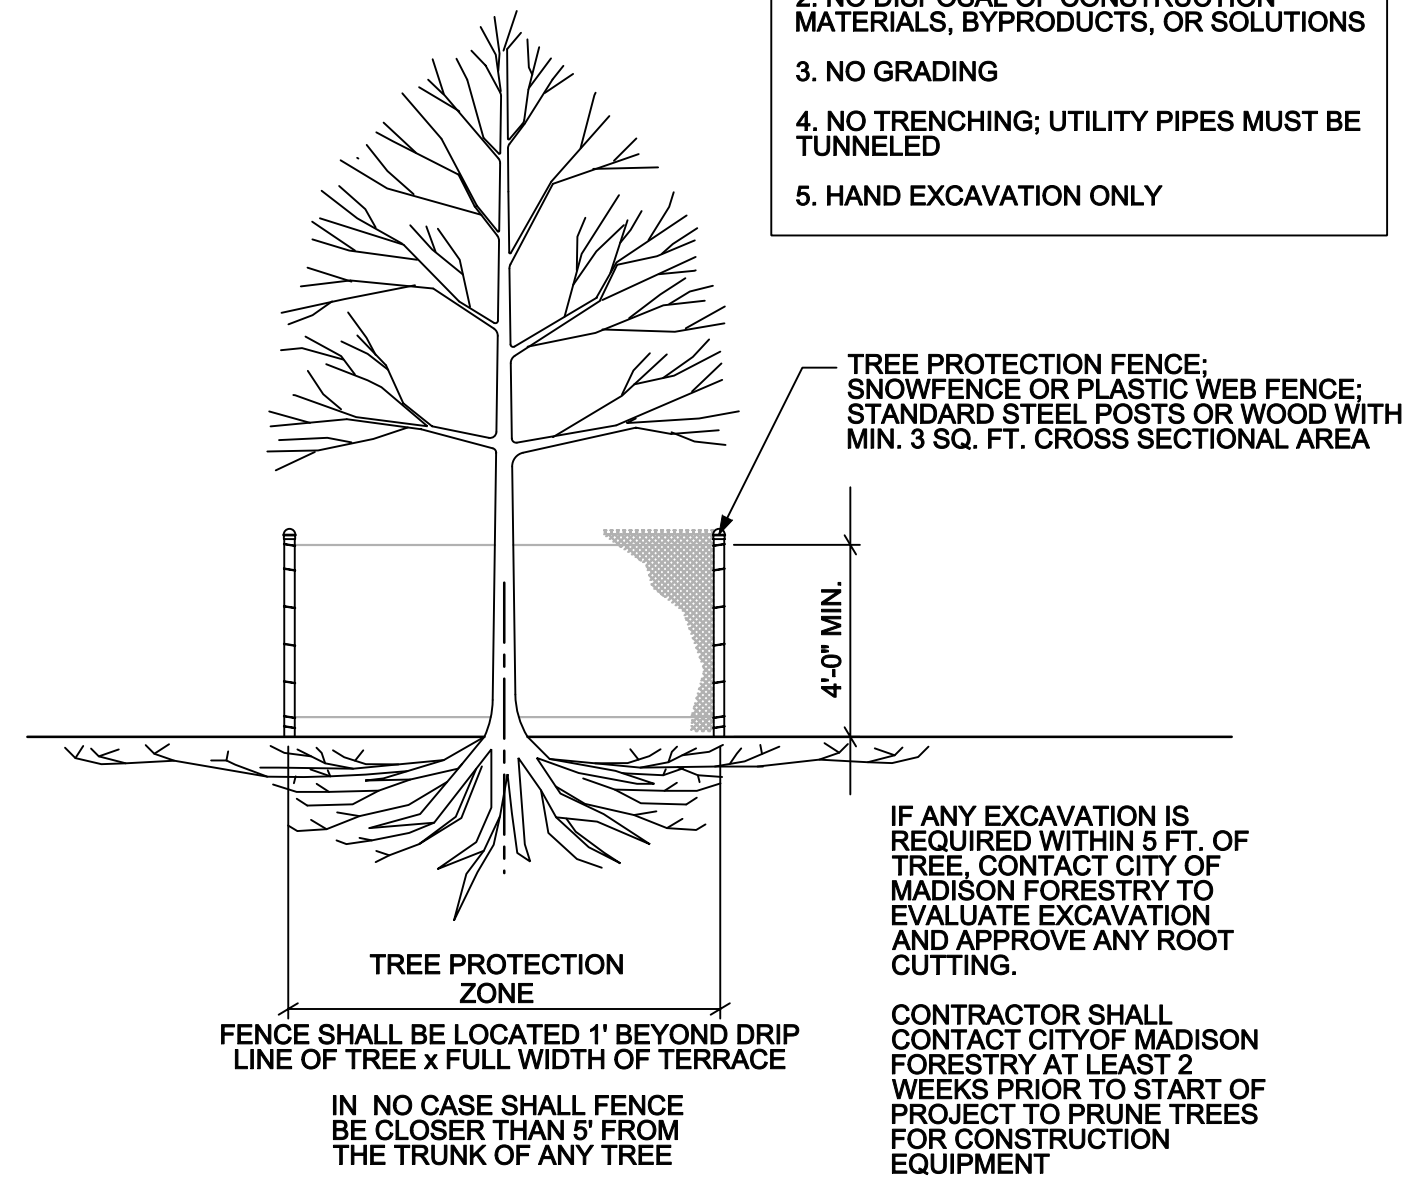 2. NO DISPOSAL OF CONSTRUCTION
MATERIALS, BYPRODUCTS, OR SOLUTIONS
3. NO GRADING
4. NO TRENCHING; UTILITY PIPES MUST BE
TUNNELED
5. HAND EXCAVATION ONLY
TREE PROTECTION FENCE;
SNOWFENCE OR PLASTIC WEB FENCE;
STANDARD STEEL POSTS OR WOOD WITH
MIN. 3 SQ. FT. CROSS SECTIONAL AREA
4'-0" MIN.
IF ANY EXCAVATION IS
REQUIRED WITHIN 5 FT. OF
TREE, CONTACT CITY OF
MADISON FORESTRY TO
EVALUATE EXCAVATION
AND APPROVE ANY ROOT
CUTTING.
CONTRACTOR SHALL
CONTACT CITYOF MADISON
FORESTRY AT LEAST 2
WEEKS PRIOR TO START OF
PROJECT TO PRUNE TREES
FOR CONSTRUCTION
EQUIPMENT
TREE PROTECTION
ZONE
FENCE SHALL BE LOCATED 1' BEYOND DRIP
LINE OF TREE x FULL WIDTH OF TERRACE
IN  NO CASE SHALL FENCE
BE CLOSER THAN 5' FROM
THE TRUNK OF ANY TREE